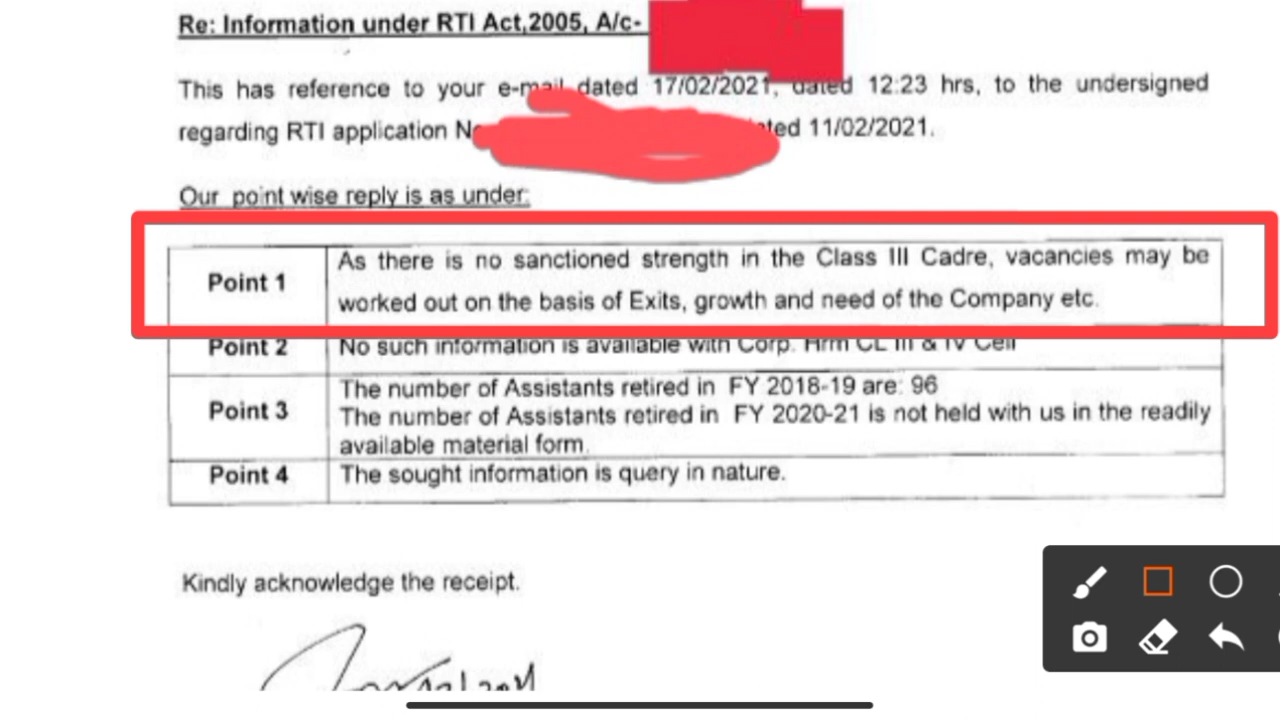 Re: Information under RTI Act,2005, A/c-
This has reference to your e-mail dated 17/02/2021, dated 12:23 hrs, to the undersigned
regarding RTI application 11/02/2021.
Our point wise reply is as under:
Point 1
As there is no sanctioned strength in the Class III Cadre, vacancies may be
worked out on the basis of Exits, growth and need of the Company etc.
Point 2
No such information is available with Corp. Hrm CL III & IV Cell
Point 3
The number of Assistants retired in FY 2018-19 are: 96
The number of Assistants retired in FY 2020-21 is not held with us in the readily
available material form.
Point 4
The sought information is query in nature.
Kindly acknowledge the receipt.